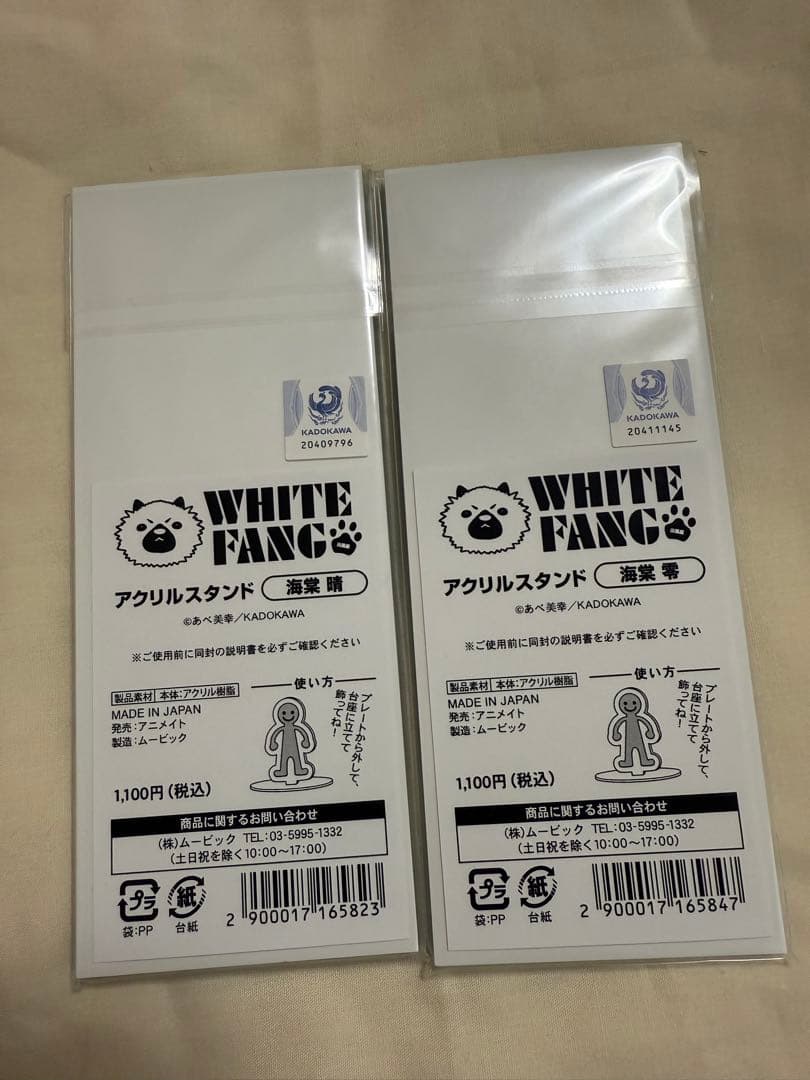 KADOKAWA
20409796
WHITE
FANG
アクリルスタンド 海棠 晴
©あべ美幸/KADOKAWA
※ご使用前に同封の説明書を必ずご確認ください
製品素材 本体:アクリル樹脂
MADE IN JAPAN
発売:アニメイト
製造:ムービック
使い方
プレートから外して、
台座に立てて
飾ってね!
1,100円(税込)
商品に関するお問い合わせ
(株)ムービック TEL:03-5995-1332
(土日祝を除く10:00〜17:00)
プラ
袋:PP
紙
台紙
2 900017 165823
KADOKAWA
20411145
WHITE
FANG
アクリルスタンド 海棠 零
©あべ美幸/KADOKAWA
※ご使用前に同封の説明書を必ずご確認ください
製品素材 本体:アクリル樹脂
MADE IN JAPAN
発売:アニメイト
製造:ムービック
使い方
プレートから外して、
台座に立てて
飾ってね!
1,100円(税込)
商品に関するお問い合わせ
(株)ムービック TEL:03-5995-1332
(土日祝を除く10:00〜17:00)
プラ
袋:PP
紙
台紙
2 900017 165847